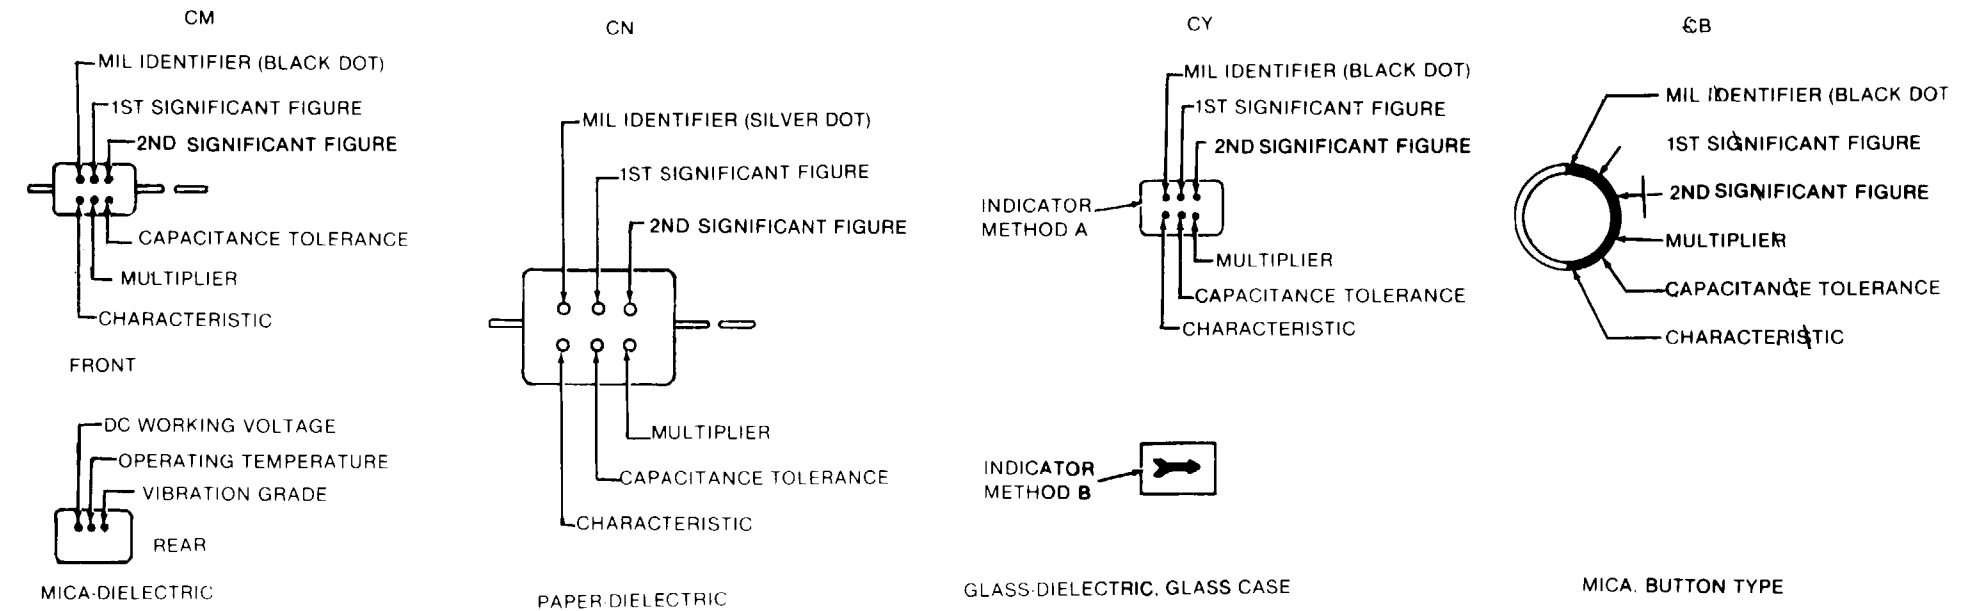 CM
MIL IDENTIFIER (BLACK DOT)
1ST SIGNIFICANT FIGURE
2ND SIGNIFICANT FIGURE
CAPACITANCE TOLERANCE
MULTIPLIER
CHARACTERISTIC
FRONT
DC WORKING VOLTAGE
OPERATING TEMPERATURE
VIBRATION GRADE
REAR
MICA-DIELECTRIC
CN
MIL IDENTIFIER (SILVER DOT)
1ST SIGNIFICANT FIGURE
2ND SIGNIFICANT FIGURE
MULTIPLIER
CAPACITANCE TOLERANCE
CHARACTERISTIC
PAPER-DIELECTRIC
CY
MIL IDENTIFIER (BLACK DOT)
1ST SIGNIFICANT FIGURE
2ND SIGNIFICANT FIGURE
INDICATOR
METHOD A
MULTIPLIER
CAPACITANCE TOLERANCE
CHARACTERISTIC
INDICATOR
METHOD B
GLASS-DIELECTRIC, GLASS CASE
CB
MIL IDENTIFIER (BLACK DOT
1ST SIGNIFICANT FIGURE
2ND SIGNIFICANT FIGURE
MULTIPLIER
CAPACITANCE TOLERANCE
CHARACTERISTIC
MICA. BUTTON TYPE